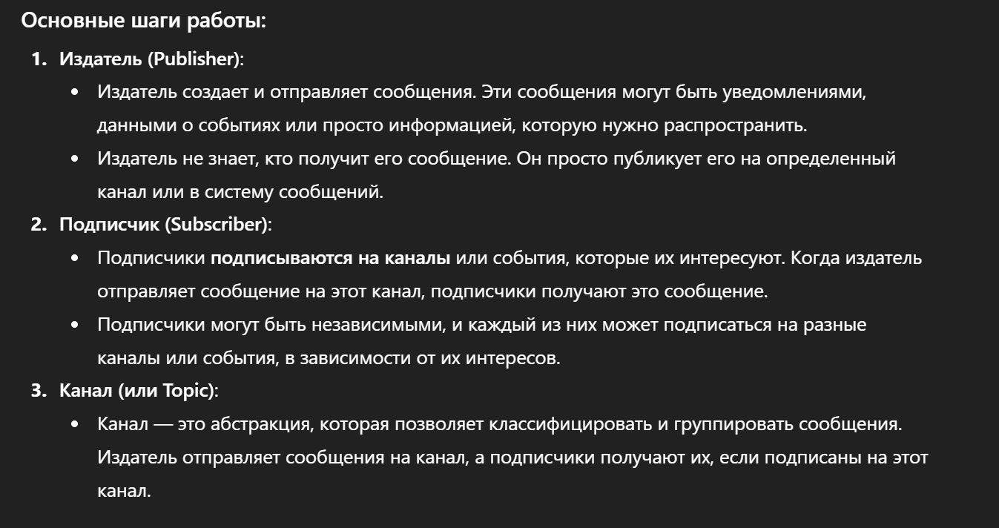 Основные шаги работы:
1. Издатель (Publisher):
• Издатель создает и отправляет сообщения. Эти сообщения могут быть уведомлениями,
данными о событиях или просто информацией, которую нужно распространить.
• Издатель не знает, кто получит его сообщение. Он просто публикует его на определенный
канал или в систему сообщений.
2. Подписчик (Subscriber):
• Подписчики подписываются на каналы или события, которые их интересуют. Когда издатель
отправляет сообщение на этот канал, подписчики получают это сообщение.
• Подписчики могут быть независимыми, и каждый из них может подписаться на разные
каналы или события, в зависимости от их интересов.
3. Канал (или Topic):
• Канал — это абстракция, которая позволяет классифицировать и группировать сообщения.
Издатель отправляет сообщения на канал, а подписчики получают их, если подписаны на этот
канал.